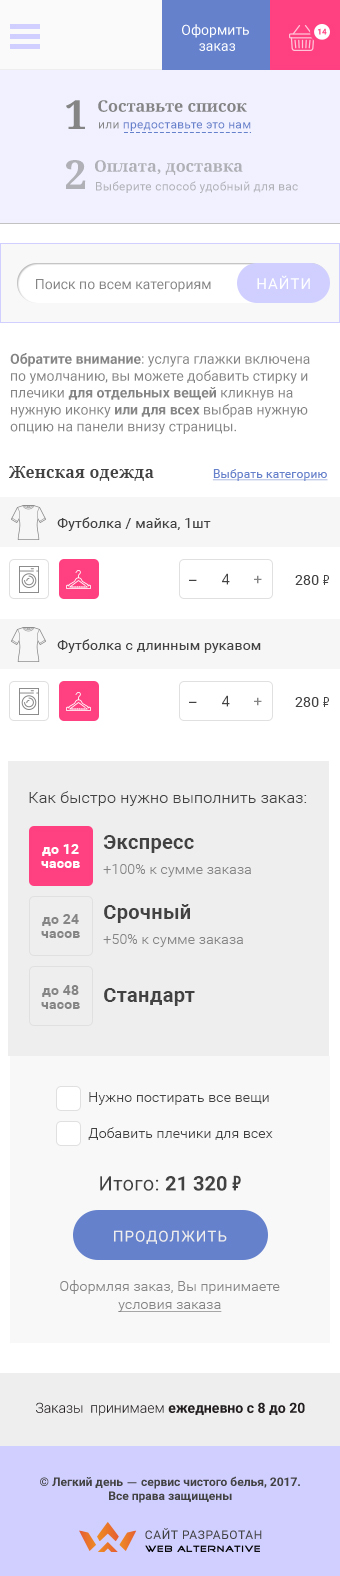 Оформить
заказ
14
1 Составьте список
или предоставьте это нам
2 Оплата, доставка
Выберите способ удобный для вас
Поиск по всем категориям
НАЙТИ
Обратите внимание: услуга глажки включена
по умолчанию, вы можете добавить стирку и
плечики для отдельных вещей кликнув на
нужную иконку или для всех выбрав нужную
опцию на панели внизу страницы.
Женская одежда Выбрать категорию
Футболка / майка, 1шт
– 4 + 280 ₽
Футболка с длинным рукавом
– 4 + 280 ₽
Как быстро нужно выполнить заказ:
до 12
часов
Экспресс
+100% к сумме заказа
до 24
часов
Срочный
+50% к сумме заказа
до 48
часов
Стандарт
Нужно постирать все вещи
Добавить плечики для всех
Итого: 21 320 ₽
ПРОДОЛЖИТЬ
Оформляя заказ, Вы принимаете
условия заказа
Заказы принимаем ежедневно с 8 до 20
© Легкий день — сервис чистого белья, 2017.
Все права защищены
САЙТ РАЗРАБОТАН
WEB ALTERNATIVE